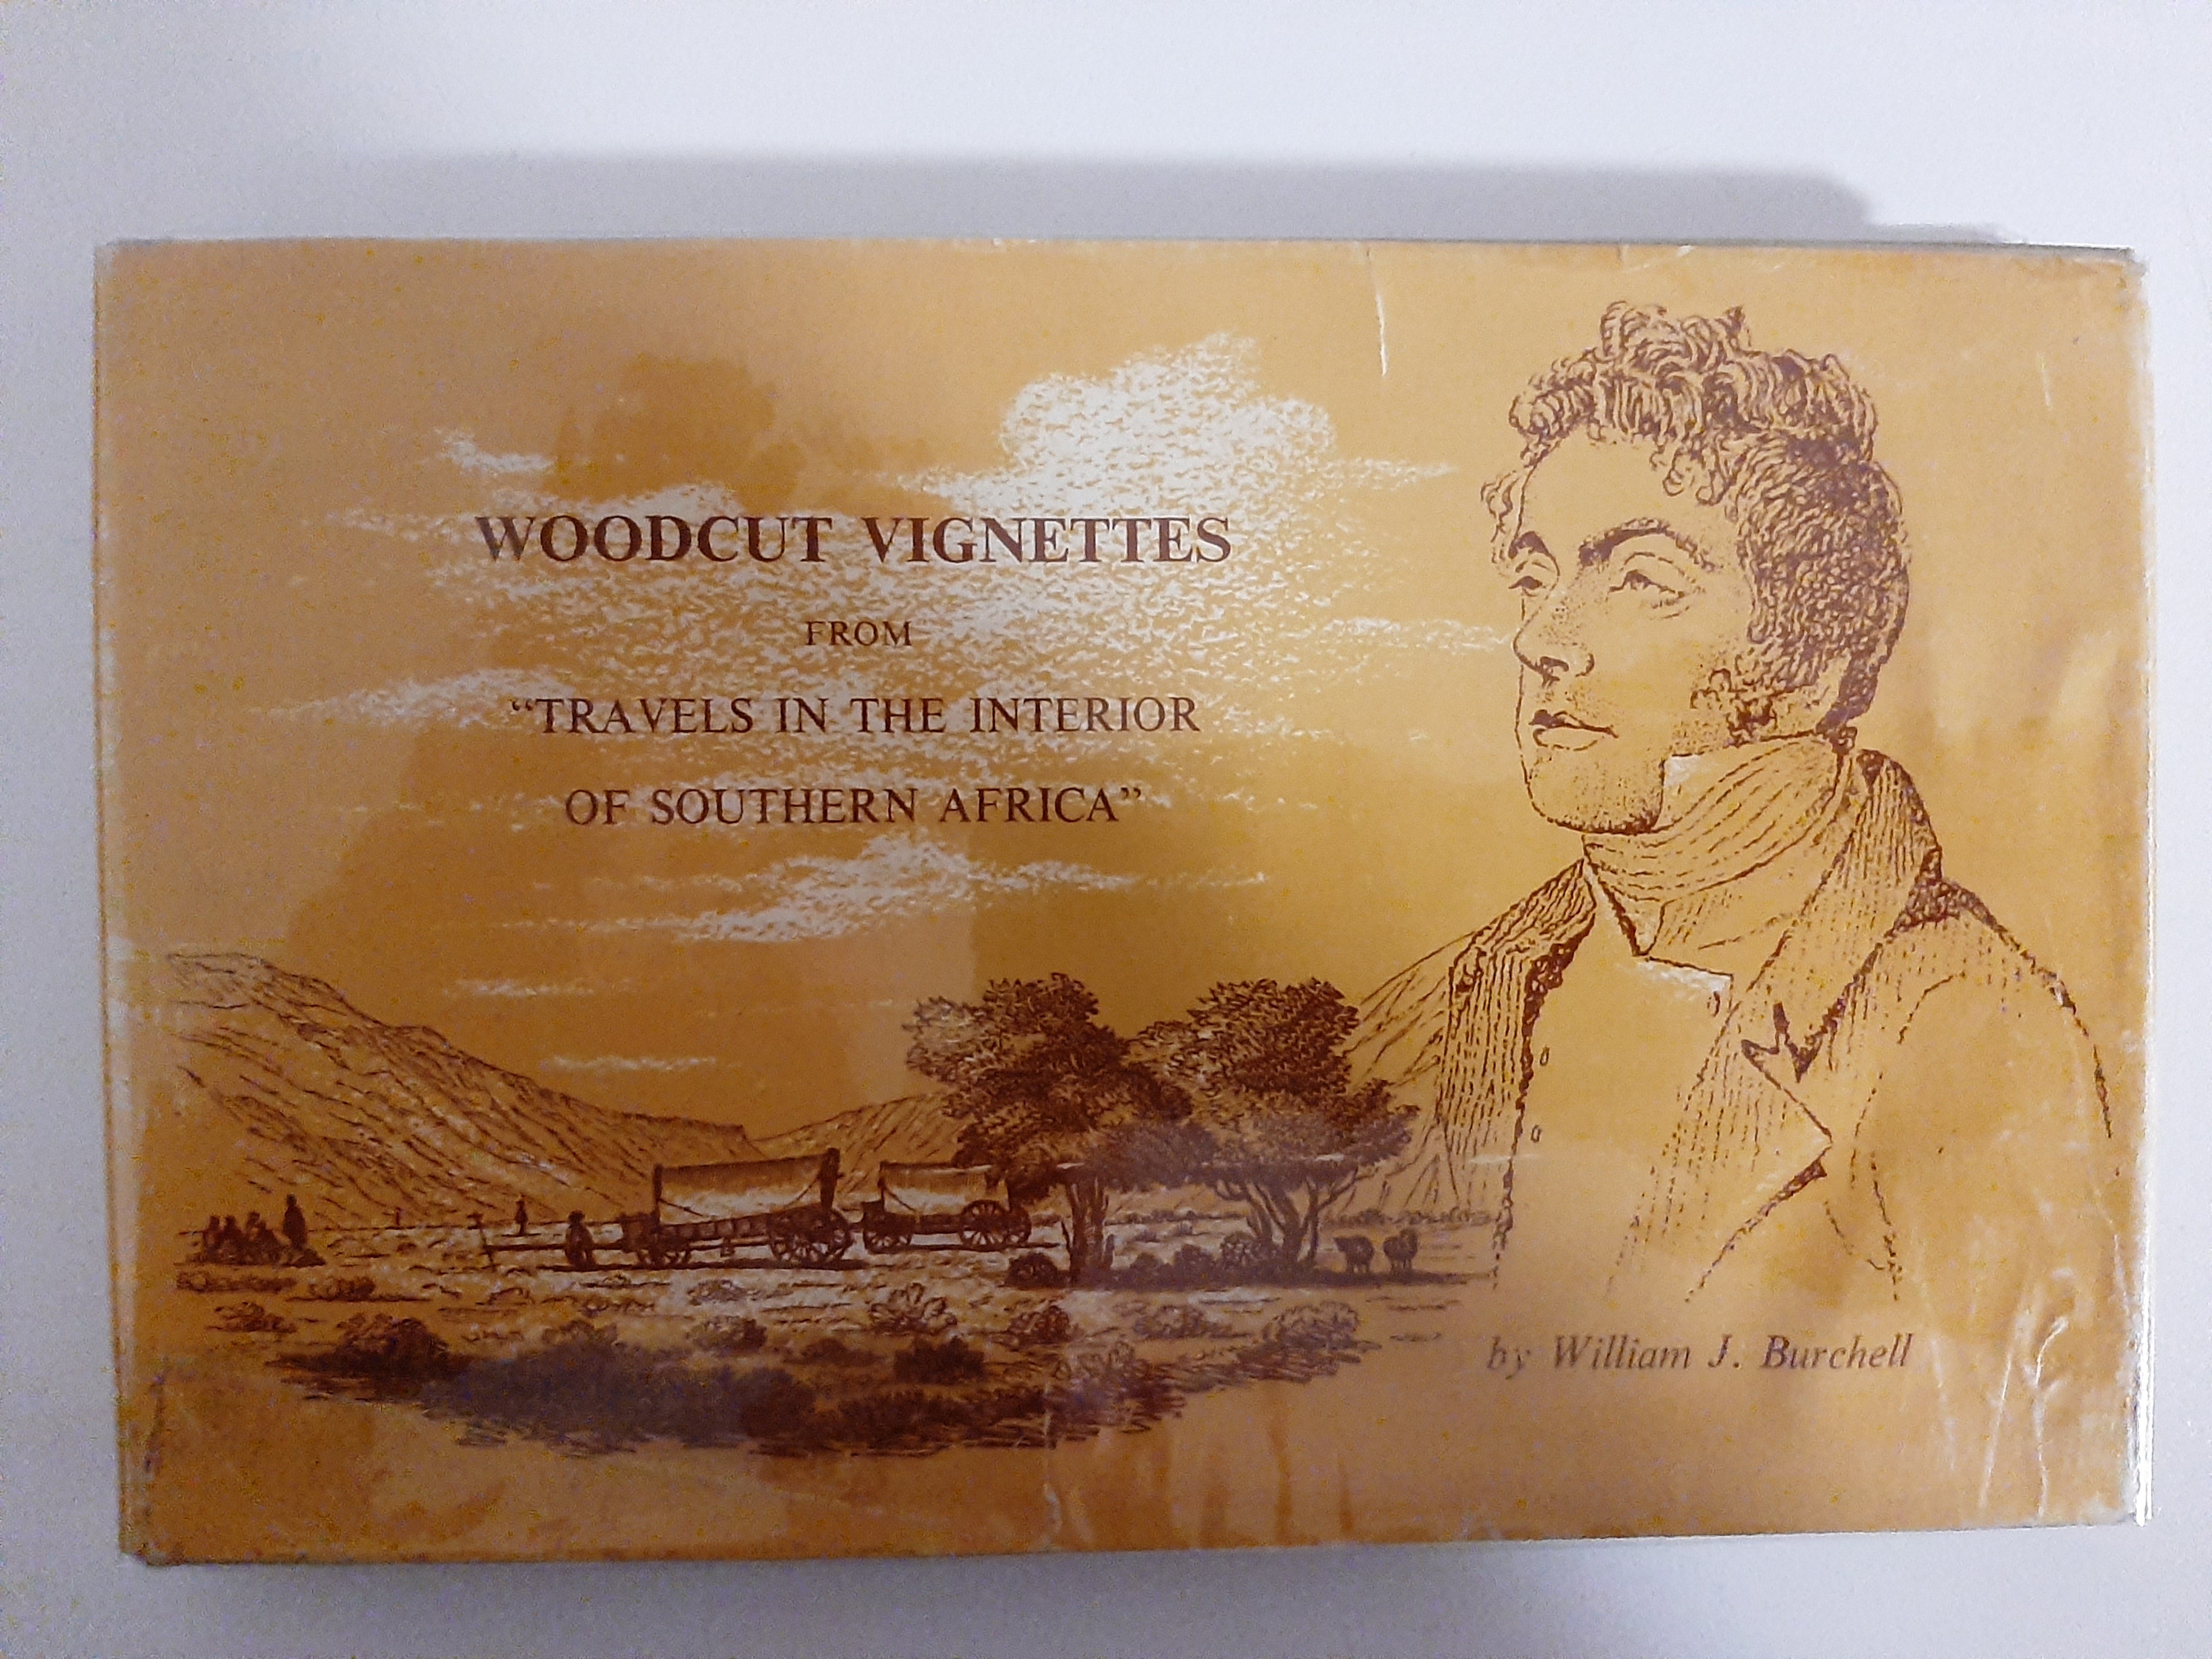 WOODCUT VIGNETTES
FROM
“TRAVELS IN THE INTERIOR
OF SOUTHERN AFRICA”
by William J. Burchell